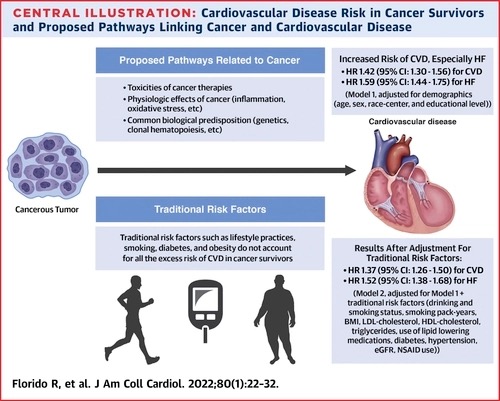 CENTRAL ILLUSTRATION: Cardiovascular Disease Risk in Cancer Survivors
and Proposed Pathways Linking Cancer and Cardiovascular Disease
Proposed Pathways Related to Cancer
• Toxicities of cancer therapies
• Physiologic effects of cancer (inflammation,
oxidative stress, etc)
• Common biological predisposition (genetics,
clonal hematopoiesis, etc)
Increased Risk of CVD, Especially HF
• HR 1.42 (95% CI: 1.30 - 1.56) for CVD
• HR 1.59 (95% CI: 1.44 - 1.75) for HF
(Model 1, adjusted for demographics
(age, sex, race-center, and educational level))
Cardiovascular disease
Cancerous Tumor
Traditional Risk Factors
Traditional risk factors such as lifestyle practices,
smoking, diabetes, and obesity do not account
for all the excess risk of CVD in cancer survivors
Results After Adjustment For
Traditional Risk Factors:
• HR 1.37 (95% CI: 1.26 - 1.50) for CVD
• HR 1.52 (95% CI: 1.38 - 1.68) for HF
(Model 2, adjusted for Model 1 +
traditional risk factors (drinking and
smoking status, smoking pack-years,
BMI, LDL-cholesterol, HDL-cholesterol,
triglycerides, use of lipid lowering
medications, diabetes, hypertension,
eGFR, NSAID use))
Florido R, et al. J Am Coll Cardiol. 2022;80(1):22–32.